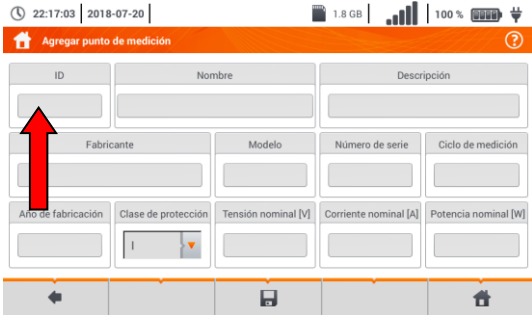 22:17:03 2018-07-20 1.8 GB 100 %
Agregar punto de medición ?
ID Nombre Descripción
Fabricante Modelo Número de serie Ciclo de medición
Año de fabricación Clase de protección Tensión nominal [V] Corriente nominal [A] Potencia nominal [W]
I